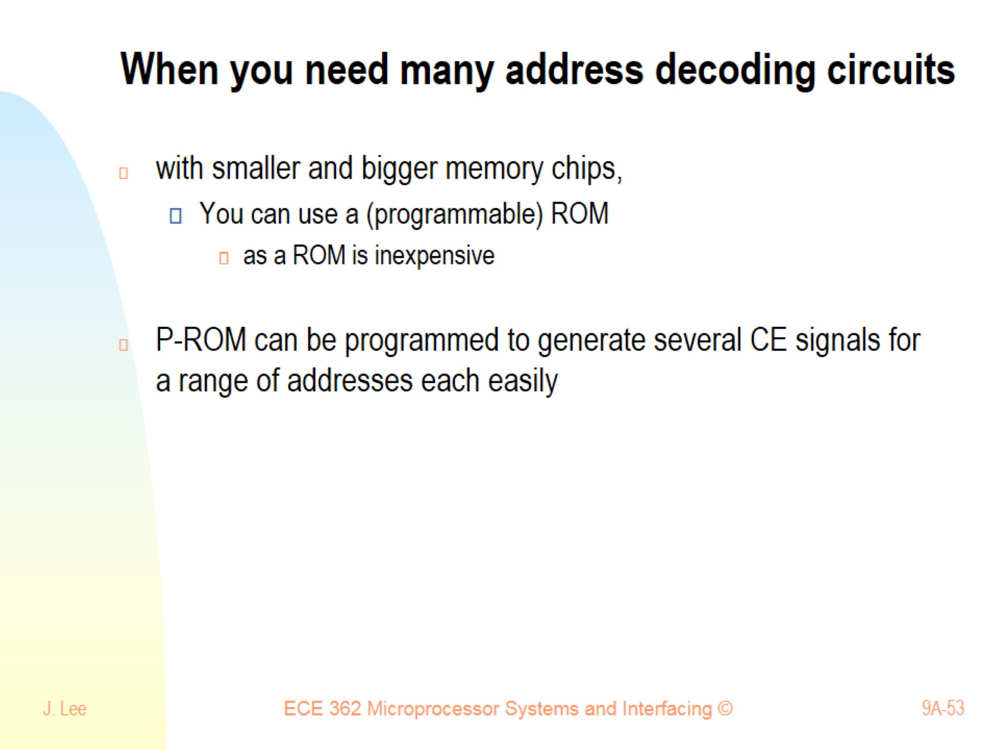 When you need many address decoding circuits
with smaller and bigger memory chips,
You can use a (programmable) ROM
as a ROM is inexpensive
P-ROM can be programmed to generate several CE signals for
a range of addresses each easily
J. Lee
ECE 362 Microprocessor Systems and Interfacing ©
9A-53